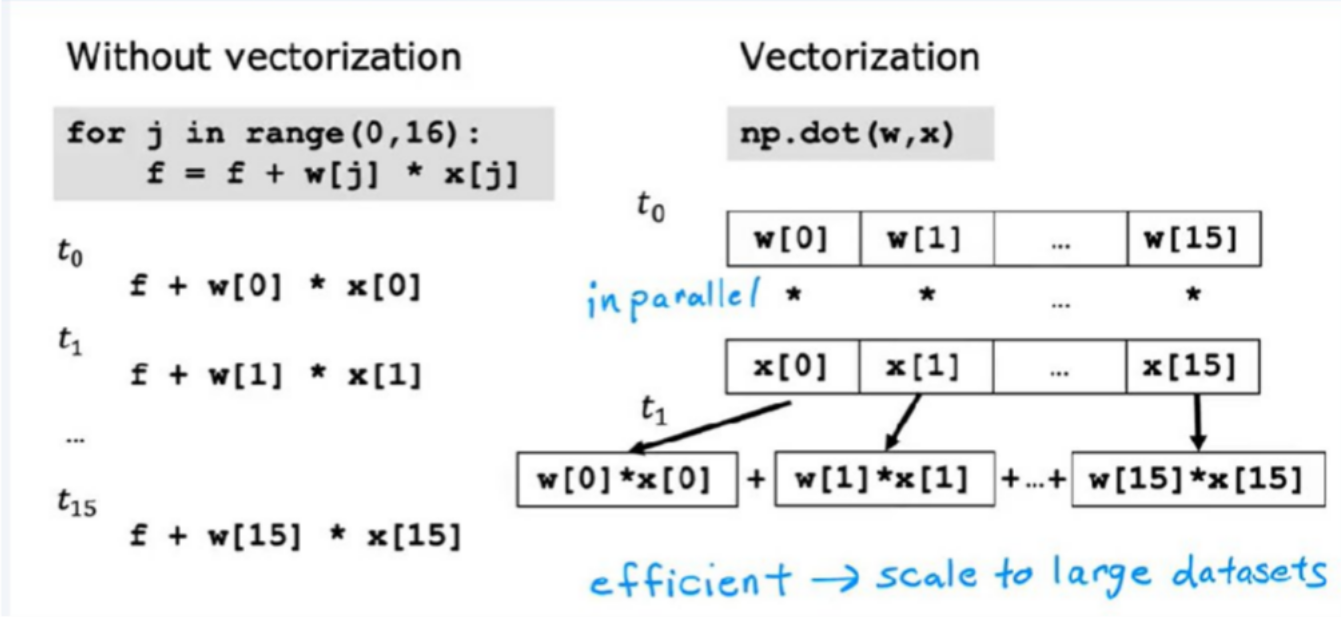 Without vectorization
for j in range(0,16):
f = f + w[j] * x[j]
t0
f + w[0] * x[0]
t1
f + w[1] * x[1]
...
t15
f + w[15] * x[15]
Vectorization
np.dot(w,x)
t0
w[0] w[1] ... w[15]
in parallel * * ... *
x[0] x[1] ... x[15]
t1
w[0]*x[0] + w[1]*x[1] +...+ w[15]*x[15]
efficient → scale to large datasets